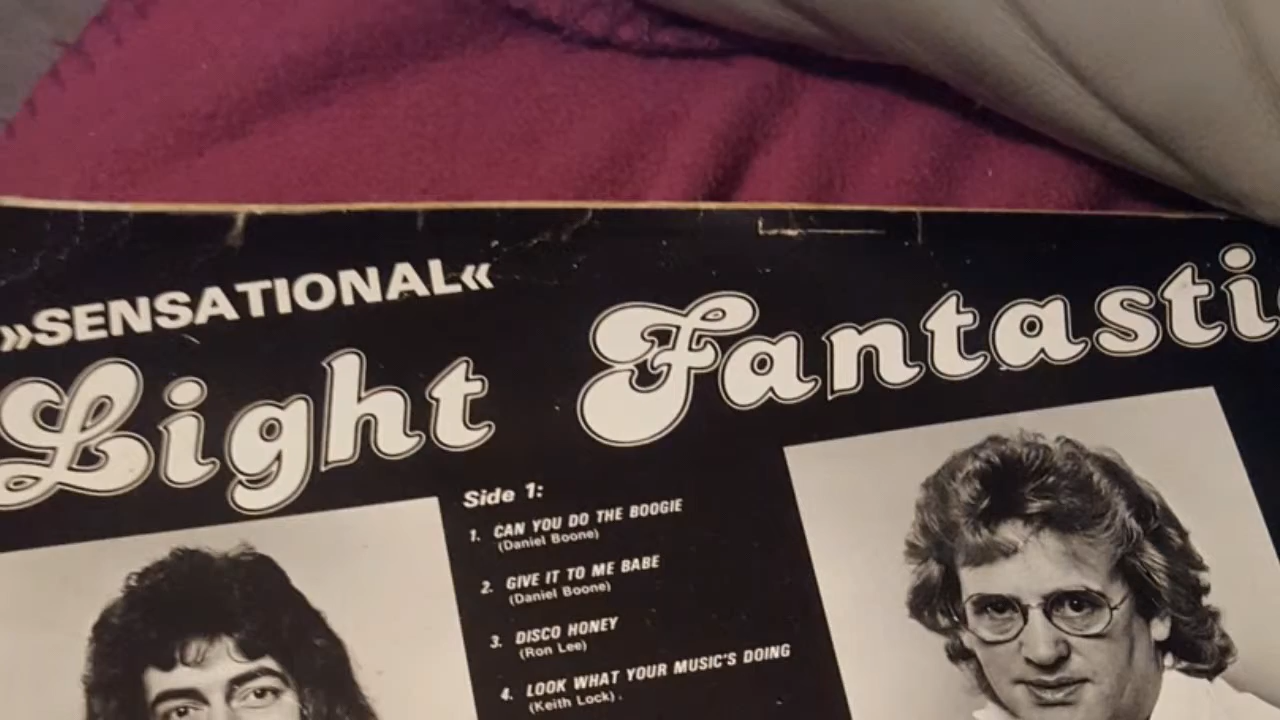 »SENSATIONAL«
Light Fantasti
Side 1:
1. CAN YOU DO THE BOOGIE
(Daniel Boone)
2. GIVE IT TO ME BABE
(Daniel Boone)
3. DISCO HONEY
(Ron Lee)
4. LOOK WHAT YOUR MUSIC'S DOING
(Keith Lock).